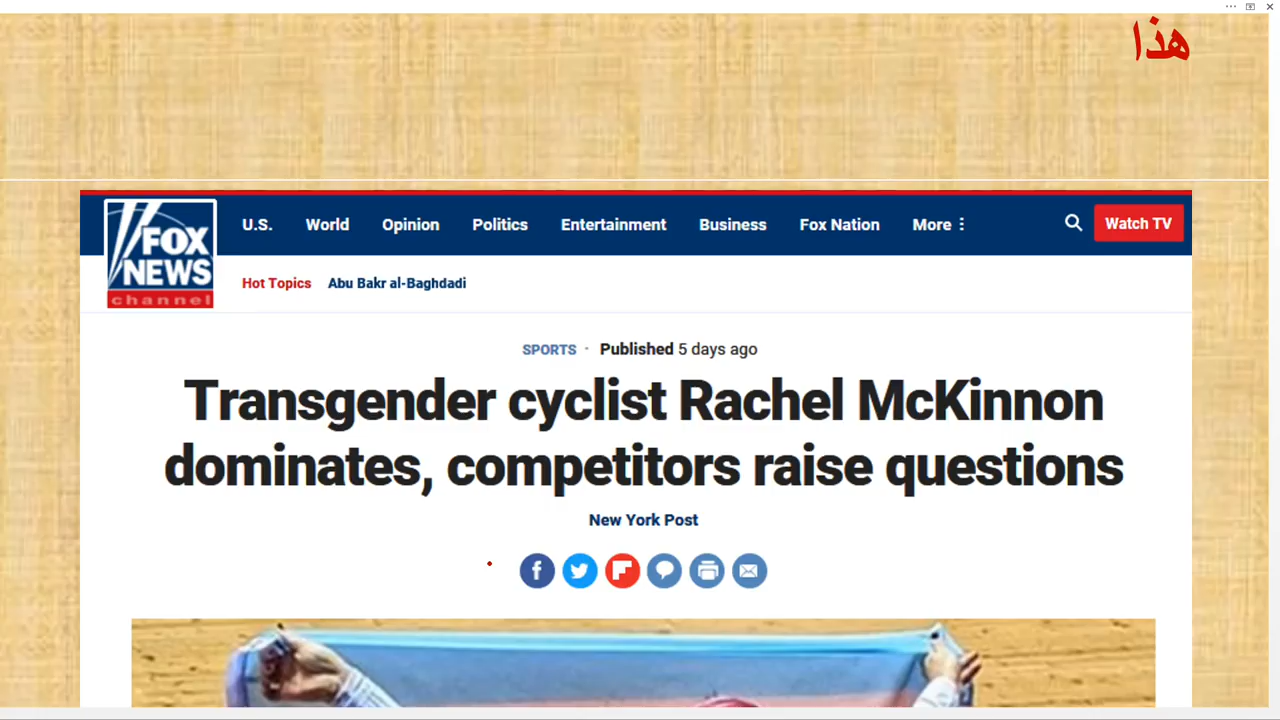 هذا
FOX
NEWS
channel
U.S. World Opinion Politics Entertainment Business Fox Nation More Watch TV
Hot Topics Abu Bakr al-Baghdadi
SPORTS · Published 5 days ago
Transgender cyclist Rachel McKinnon
dominates, competitors raise questions
New York Post